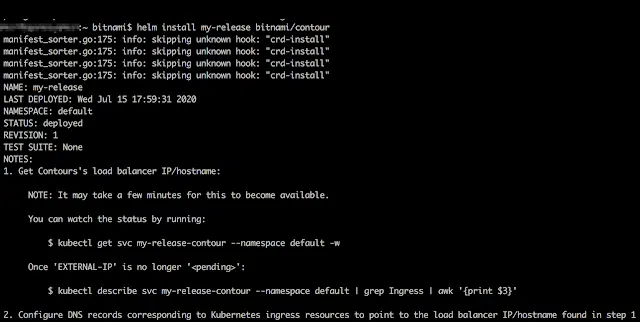 :~ bitnami$ helm install my-release bitnami/contour
manifest_sorter.go:175: info: skipping unknown hook: "crd-install"
manifest_sorter.go:175: info: skipping unknown hook: "crd-install"
manifest_sorter.go:175: info: skipping unknown hook: "crd-install"
manifest_sorter.go:175: info: skipping unknown hook: "crd-install"
NAME: my-release
LAST DEPLOYED: Wed Jul 15 17:59:31 2020
NAMESPACE: default
STATUS: deployed
REVISION: 1
TEST SUITE: None
NOTES:
1. Get Contours's load balancer IP/hostname:
NOTE: It may take a few minutes for this to become available.
You can watch the status by running:
$ kubectl get svc my-release-contour --namespace default -w
Once 'EXTERNAL-IP' is no longer '<pending>':
$ kubectl describe svc my-release-contour --namespace default | grep Ingress | awk '{print $3}'
2. Configure DNS records corresponding to Kubernetes ingress resources to point to the load balancer IP/hostname found in step 1